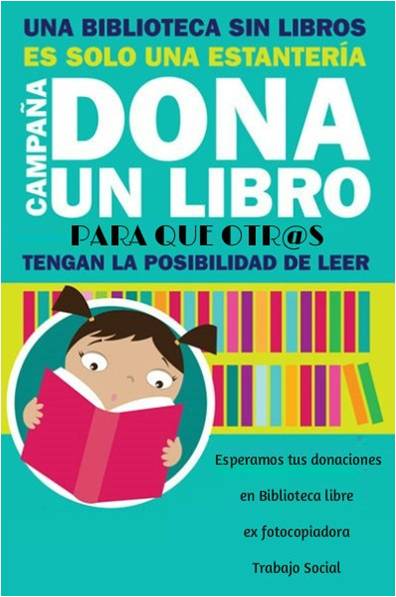 UNA BIBLIOTECA SIN LIBROS
ES SOLO UNA ESTANTERÍA
CAMPAÑA
DONA
UN LIBRO
PARA QUE OTR@S
TENGAN LA POSIBILIDAD DE LEER
Esperamos tus donaciones
en Biblioteca libre
ex fotocopiadora
Trabajo Social